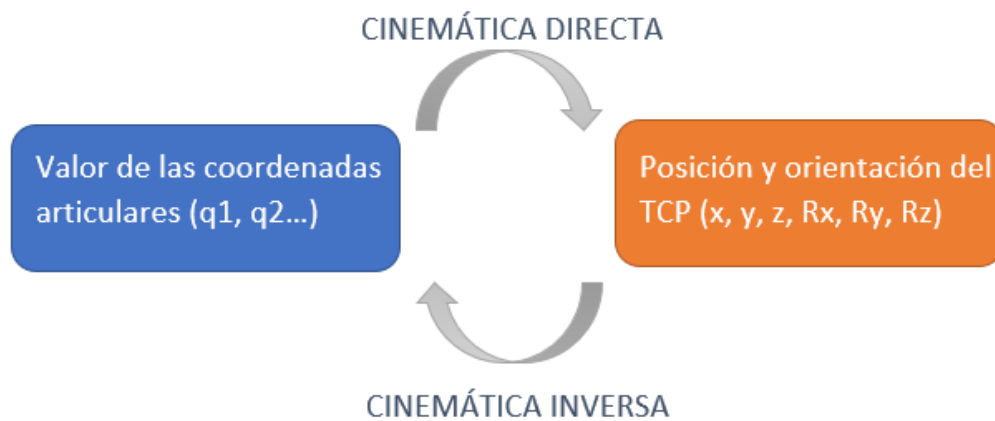 CINEMÁTICA DIRECTA
Valor de las coordenadas
articulares (q1, q2…)
Posición y orientación del
TCP (x, y, z, Rx, Ry, Rz)
CINEMÁTICA INVERSA